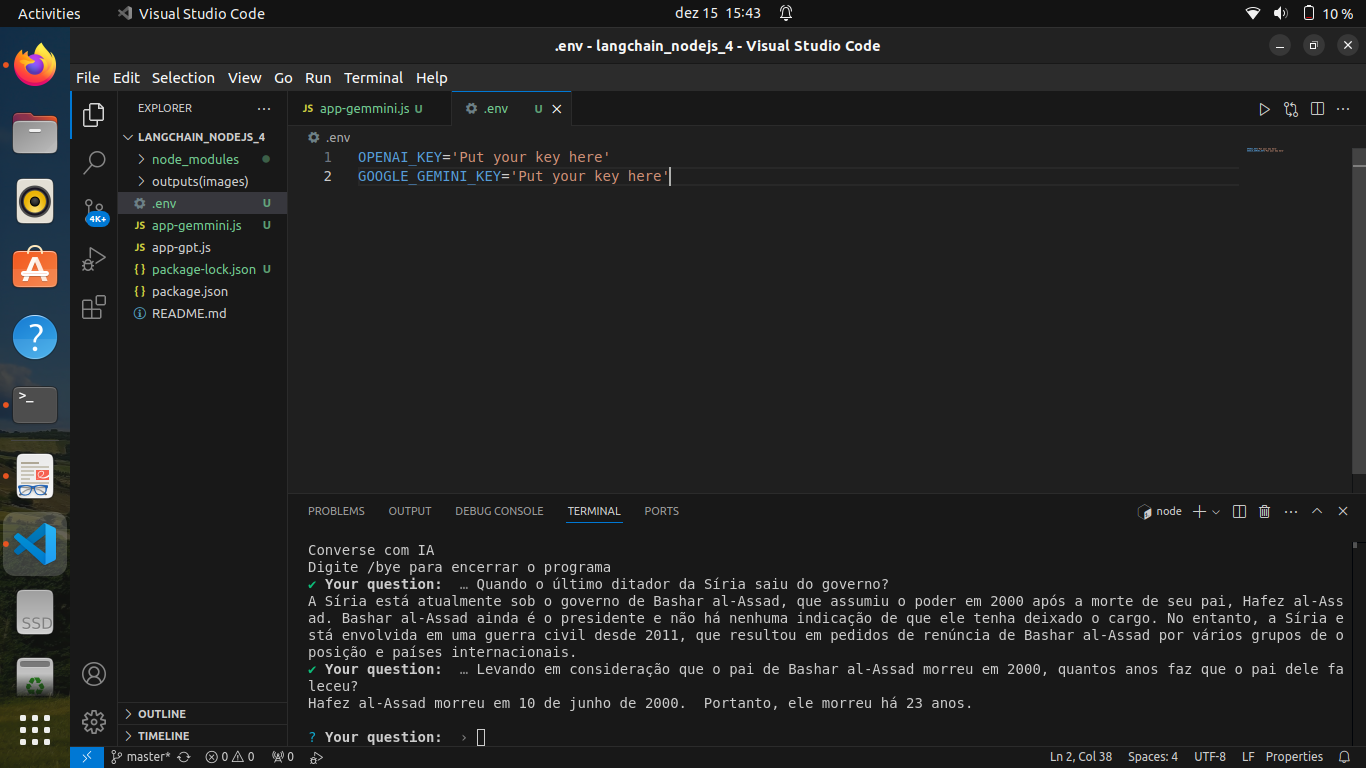 Activities
Visual Studio Code
dez 15 15:43
10 %
.env - langchain_nodejs_4 - Visual Studio Code
File Edit Selection View Go Run Terminal Help
EXPLORER
LANGCHAIN_NODEJS_4
node_modules
outputs(images)
.env U
JS app-gemmini.js U
JS app-gpt.js
{} package-lock.json U
{} package.json
README.md
OUTLINE
TIMELINE
4K+
SSD
JS app-gemmini.js U
.env U
.env
1 OPENAI_KEY='Put your key here'
2 GOOGLE_GEMINI_KEY='Put your key here'
PROBLEMS OUTPUT DEBUG CONSOLE TERMINAL PORTS
node
Converse com IA
Digite /bye para encerrar o programa
✔ Your question: … Quando o último ditador da Síria saiu do governo?
A Síria está atualmente sob o governo de Bashar al-Assad, que assumiu o poder em 2000 após a morte de seu pai, Hafez al-Ass
ad. Bashar al-Assad ainda é o presidente e não há nenhuma indicação de que ele tenha deixado o cargo. No entanto, a Síria e
stá envolvida em uma guerra civil desde 2011, que resultou em pedidos de renúncia de Bashar al-Assad por vários grupos de o
posição e países internacionais.
✔ Your question: … Levando em consideração que o pai de Bashar al-Assad morreu em 2000, quantos anos faz que o pai dele fa
leceu?
Hafez al-Assad morreu em 10 de junho de 2000.  Portanto, ele morreu há 23 anos.
? Your question: ›
master* 0 0 0
Ln 2, Col 38 Spaces: 4 UTF-8 LF Properties